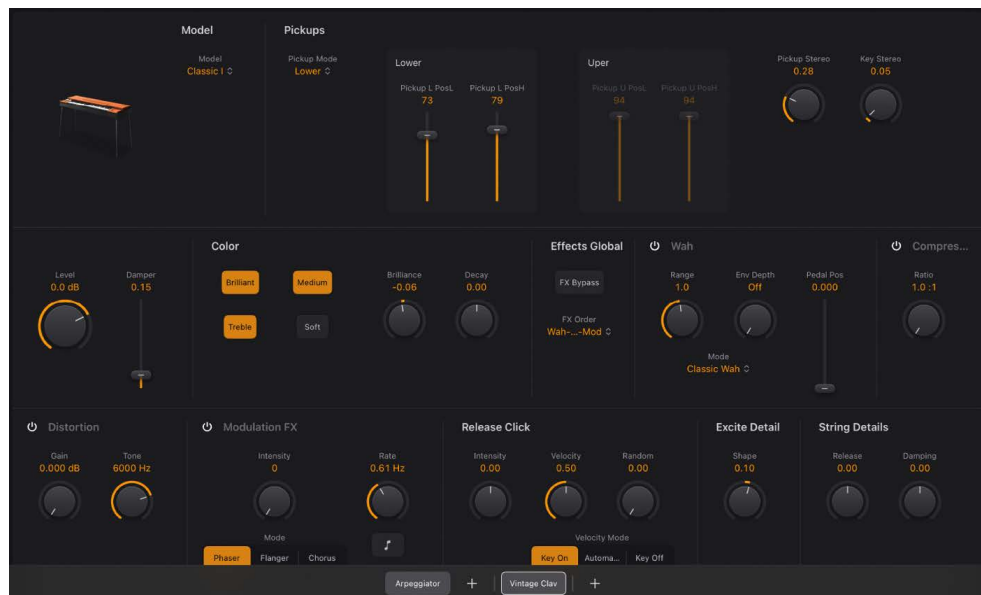 Model
Pickups
Model
Classic I
Pickup Mode
Lower
Lower
Pickup L PosL
73
Pickup L PosH
79
Uper
Pickup U PosL
94
Pickup U PosH
94
Pickup Stereo
0.28
Key Stereo
0.05
Level
0.0 dB
Damper
0.15
Color
Brilliant
Medium
Treble
Soft
Brilliance
-0.06
Decay
0.00
Effects Global
FX Bypass
FX Order
Wah-...-Mod
Wah
Range
1.0
Env Depth
Off
Pedal Pos
0.000
Mode
Classic Wah
Compres...
Ratio
1.0 :1
Distortion
Gain
0.000 dB
Tone
6000 Hz
Modulation FX
Intensity
0
Rate
0.61 Hz
Mode
Phaser
Flanger
Chorus
Release Click
Intensity
0.00
Velocity
0.50
Random
0.00
Velocity Mode
Key On
Automa...
Key Off
Excite Detail
Shape
0.10
String Details
Release
0.00
Damping
0.00
Arpeggiator
+
Vintage Clav
+